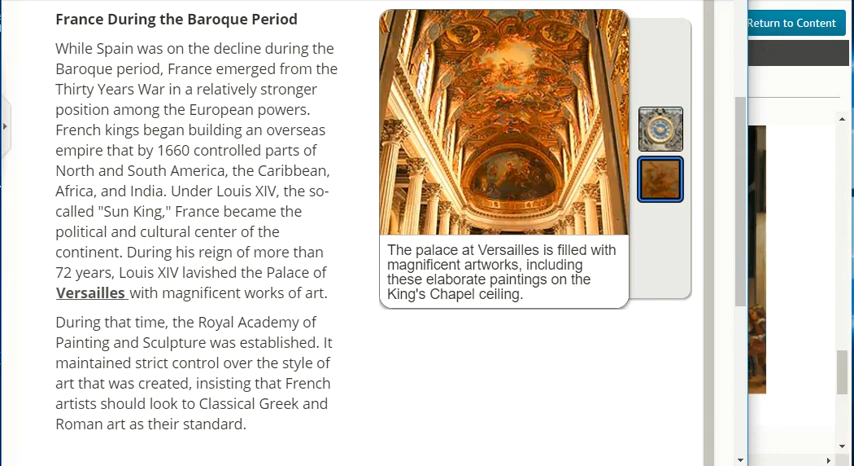 France During the Baroque Period
While Spain was on the decline during the
Baroque period, France emerged from the
Thirty Years War in a relatively stronger
position among the European powers.
French kings began building an overseas
empire that by 1660 controlled parts of
North and South America, the Caribbean,
Africa, and India. Under Louis XIV, the so-
called "Sun King," France became the
political and cultural center of the
continent. During his reign of more than
72 years, Louis XIV lavished the Palace of
Versailles with magnificent works of art.
During that time, the Royal Academy of
Painting and Sculpture was established. It
maintained strict control over the style of
art that was created, insisting that French
artists should look to Classical Greek and
Roman art as their standard.
The palace at Versailles is filled with
magnificent artworks, including
these elaborate paintings on the
King's Chapel ceiling.
Return to Content